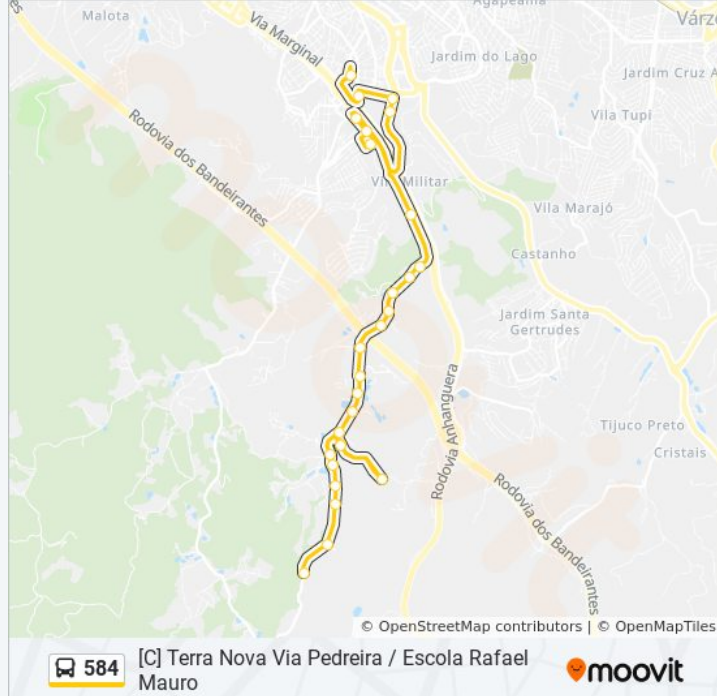 Agapeama
Malota
Várz
Via Marginal
Jardim do Lago
Jardim Cruz A
Rodovia dos Bandeirantes
Vila Tupi
Militar
Vila Marajó
Castanho
Jardim Santa
Gertrudes
Rodovia Anhanguera
Tijuco Preto
Cristais
Rodovia dos Bandeirantes
© OpenStreetMap contributors | © OpenMapTiles
584
[C] Terra Nova Via Pedreira / Escola Rafael
Mauro
moovit